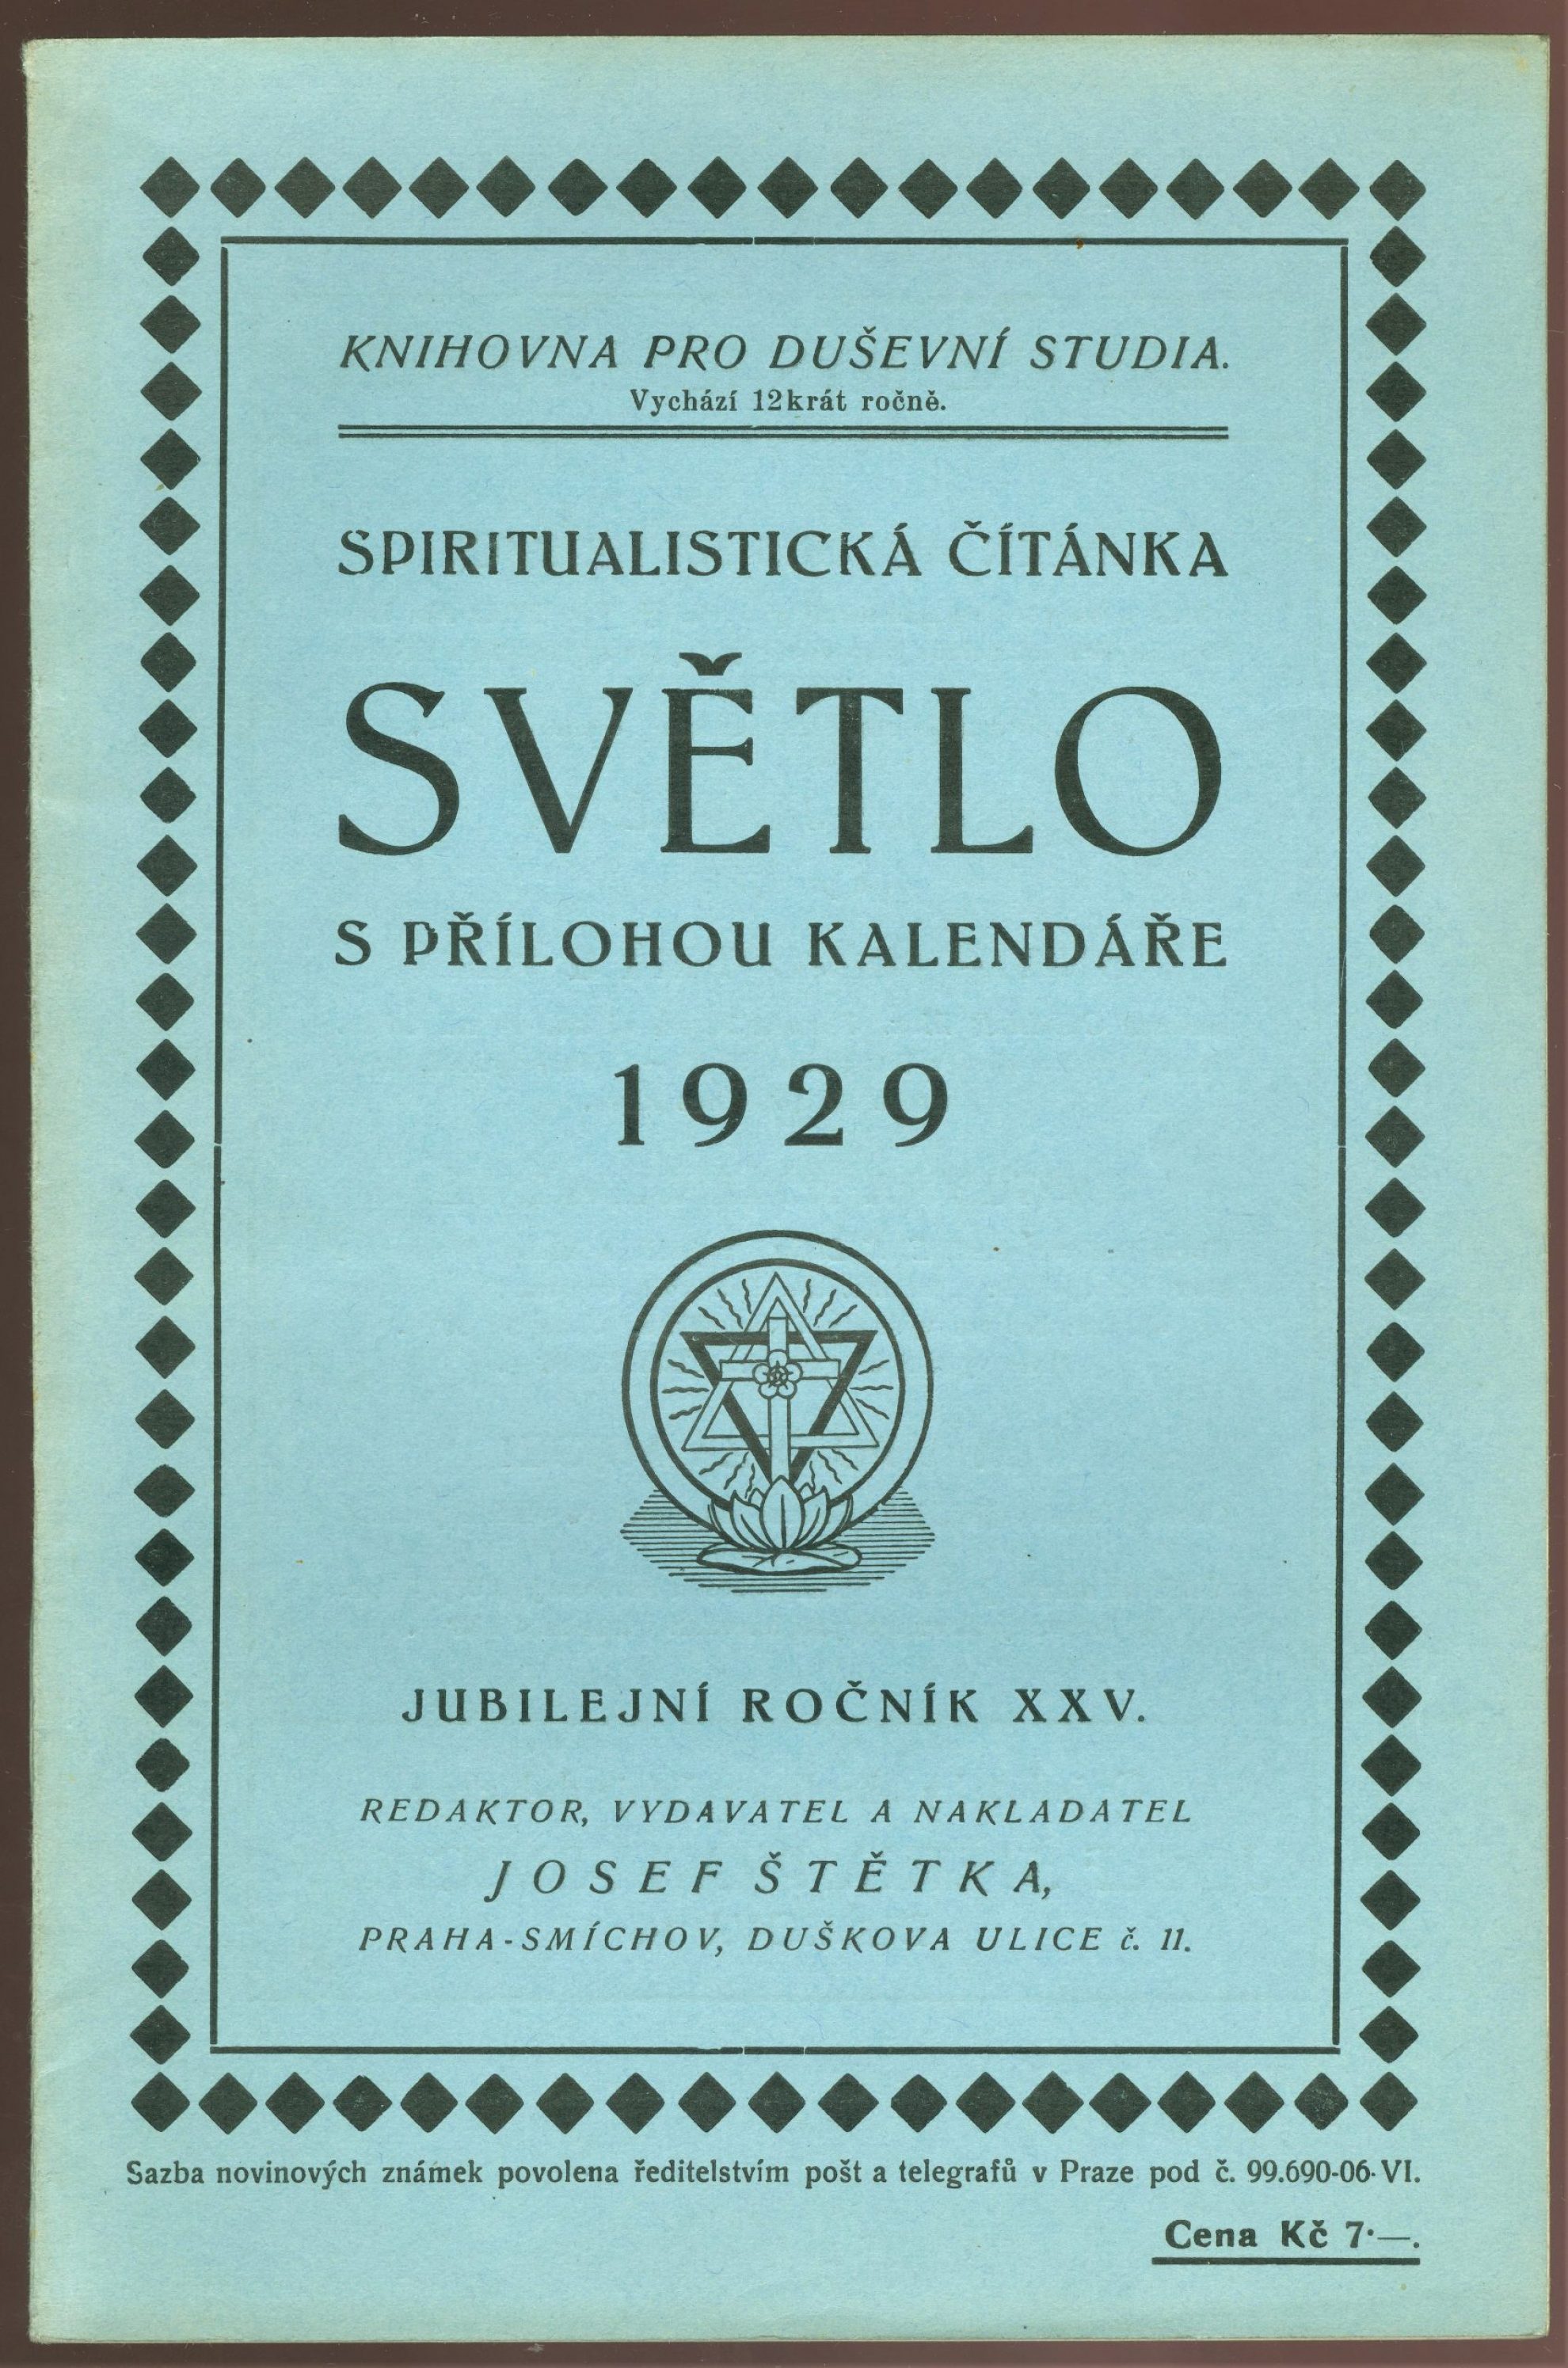 KNIHOVNA PRO DUŠEVNÍ STUDIA.
Vychází 12krát ročně.
SPIRITUALISTICKÁ ČÍTÁNKA
SVĚTLO
S PŘÍLOHOU KALENDÁŘE
1929
JUBILEJNÍ ROČNÍK XXV.
REDAKTOR, VYDAVATEL A NAKLADATEL
JOSEF ŠTĚTKA,
PRAHA-SMÍCHOV, DUŠKOVA ULICE č. 11.
Sazba novinových známek povolena ředitelstvím pošt a telegrafů v Praze pod č. 99.690-06-VI.
Cena Kč 7·—.